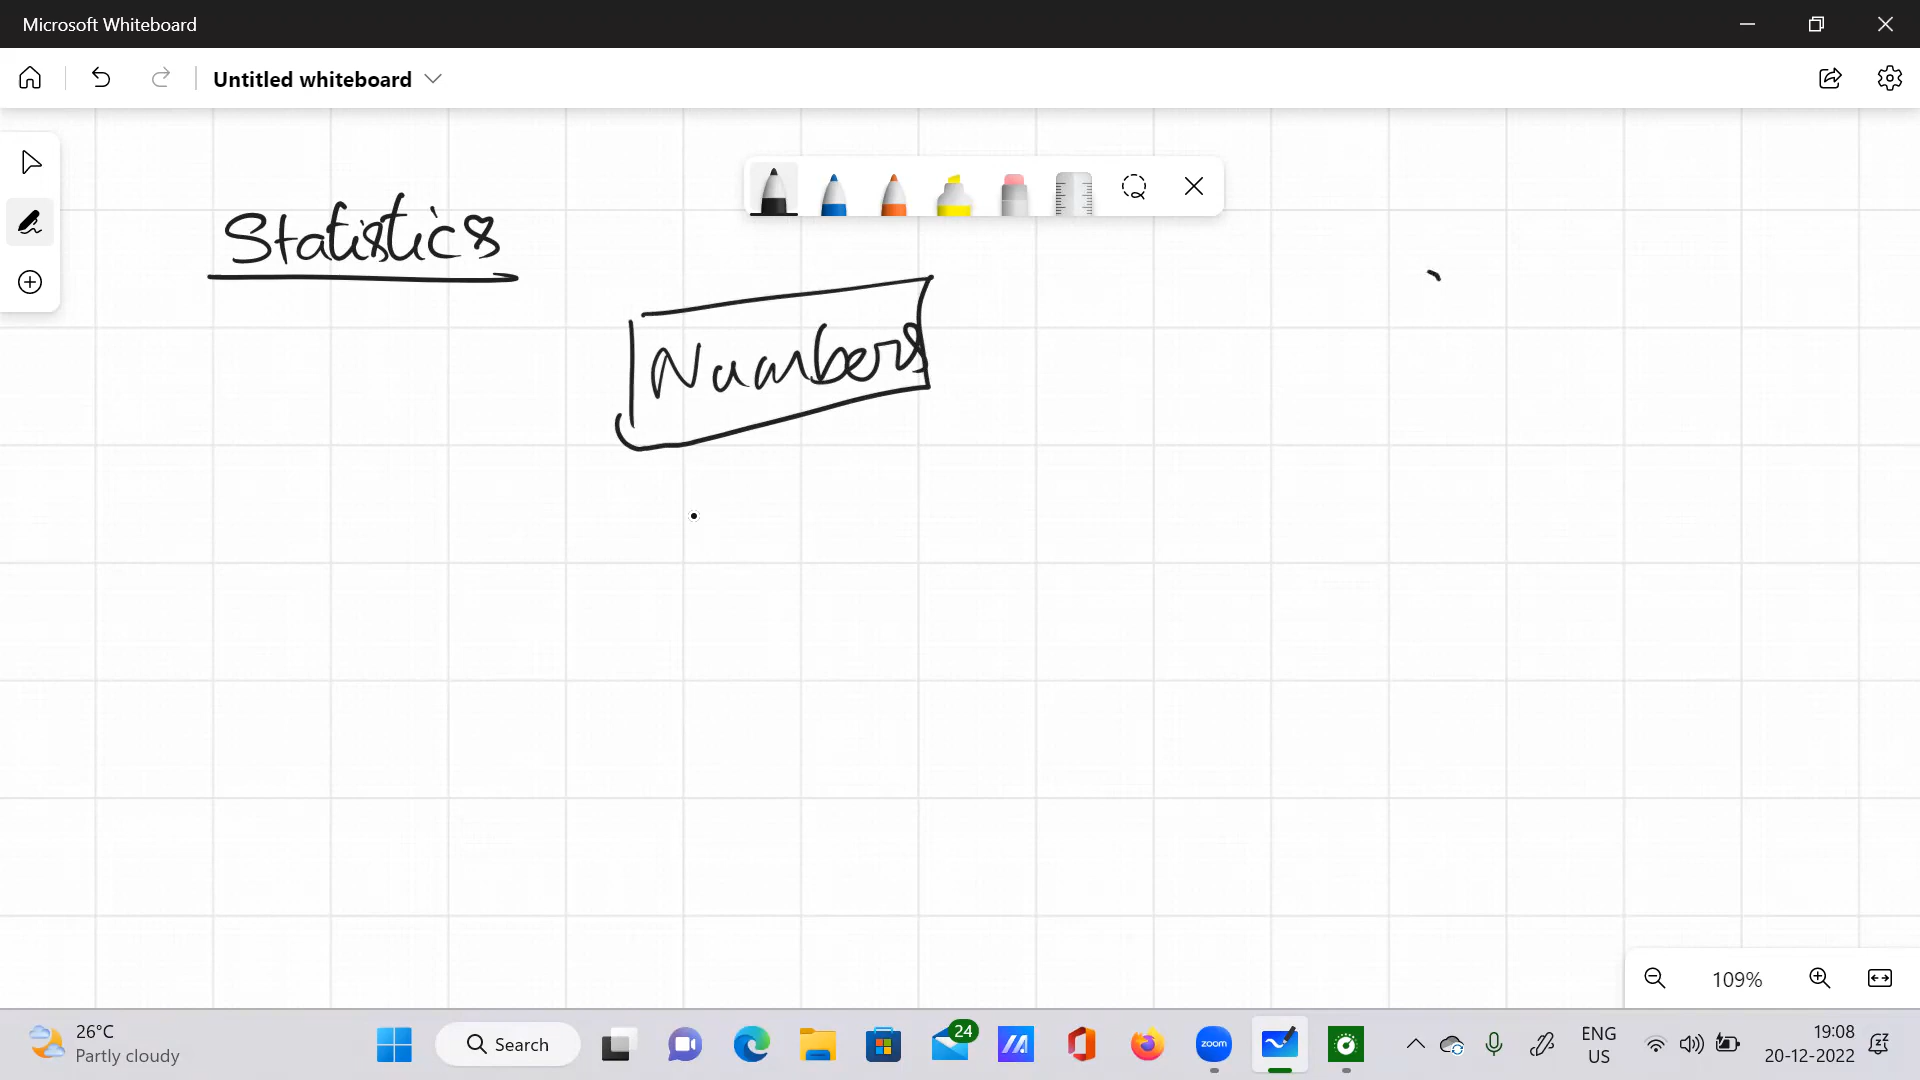 Microsoft Whiteboard
Untitled whiteboard
Statistics
Numbers
109%
26°C
Partly cloudy
Search
24
zoom
ENG
US
19:08
20-12-2022